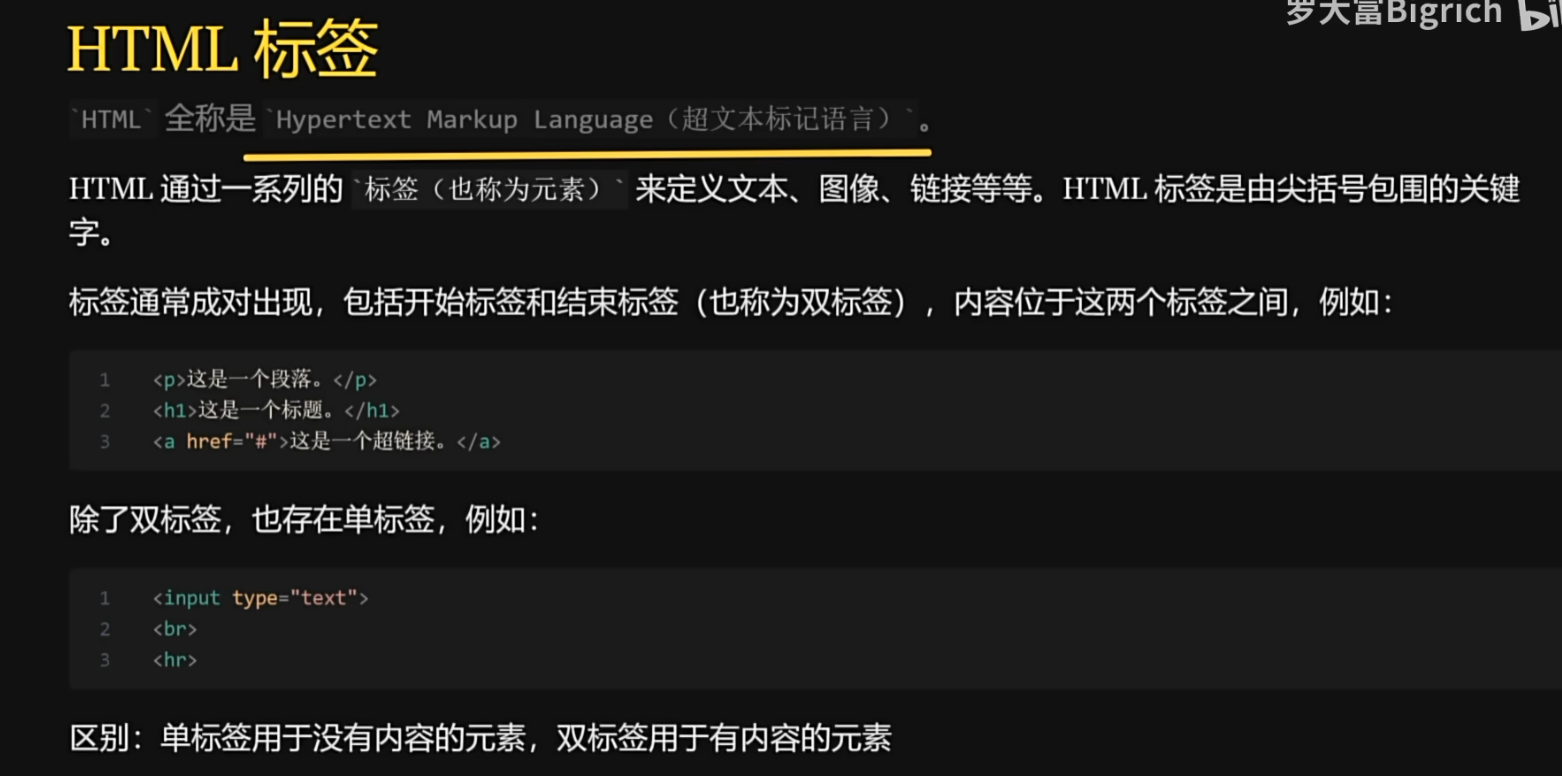 罗大富Bigrich
HTML 标签
`HTML` 全称是 `Hypertext Markup Language（超文本标记语言）`。
HTML 通过一系列的 `标签（也称为元素）` 来定义文本、图像、链接等等。HTML 标签是由尖括号包围的关键
字。
标签通常成对出现，包括开始标签和结束标签（也称为双标签），内容位于这两个标签之间，例如：
1 <p>这是一个段落。</p>
2 <h1>这是一个标题。</h1>
3 <a href="#">这是一个超链接。</a>
除了双标签，也存在单标签，例如：
1 <input type="text">
2 <br>
3 <hr>
区别：单标签用于没有内容的元素，双标签用于有内容的元素